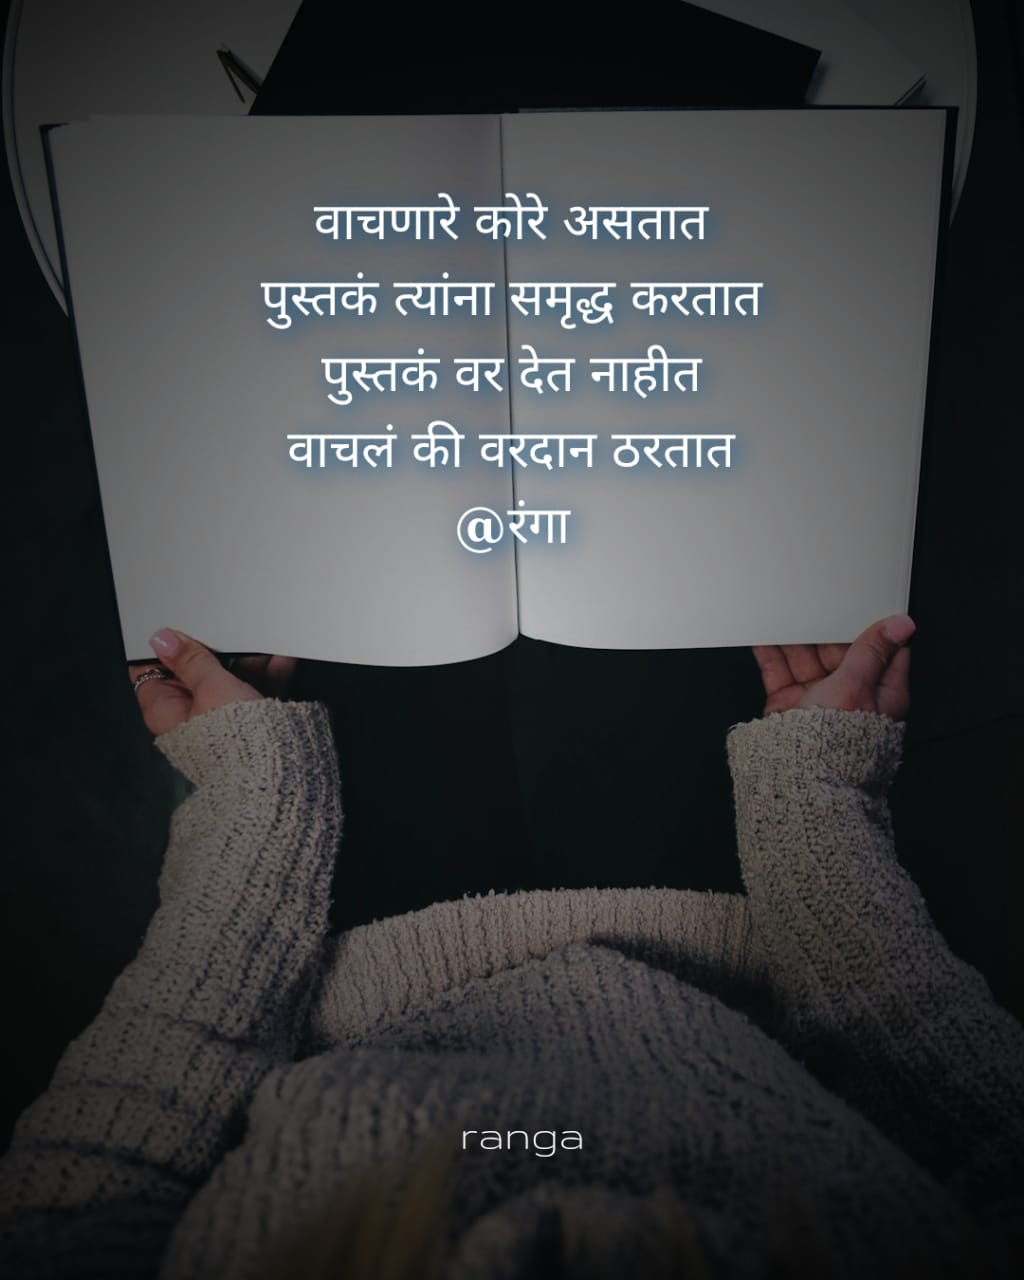 वाचणारे कोरे असतात
पुस्तकं त्यांना समृद्ध करतात
पुस्तकं वर देत नाहीत
वाचलं की वरदान ठरतात
@रंगा
ranga